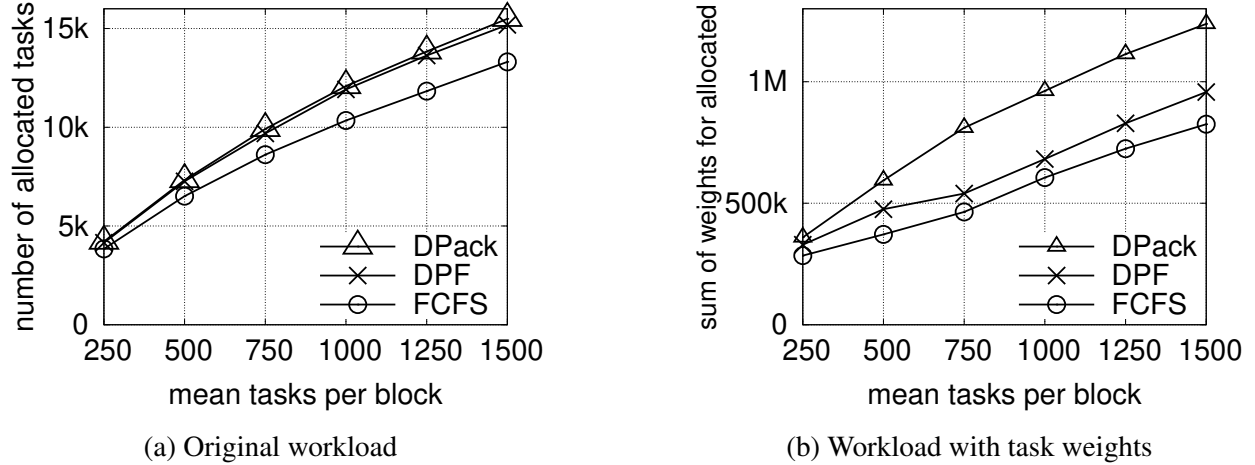 number of allocated tasks
15k
10k
5k
0
DPack
DPF
FCFS
250 500 750 1000 1250 1500
mean tasks per block
(a) Original workload
sum of weights for allocated
1M
500k
0
DPack
DPF
FCFS
250 500 750 1000 1250 1500
mean tasks per block
(b) Workload with task weights